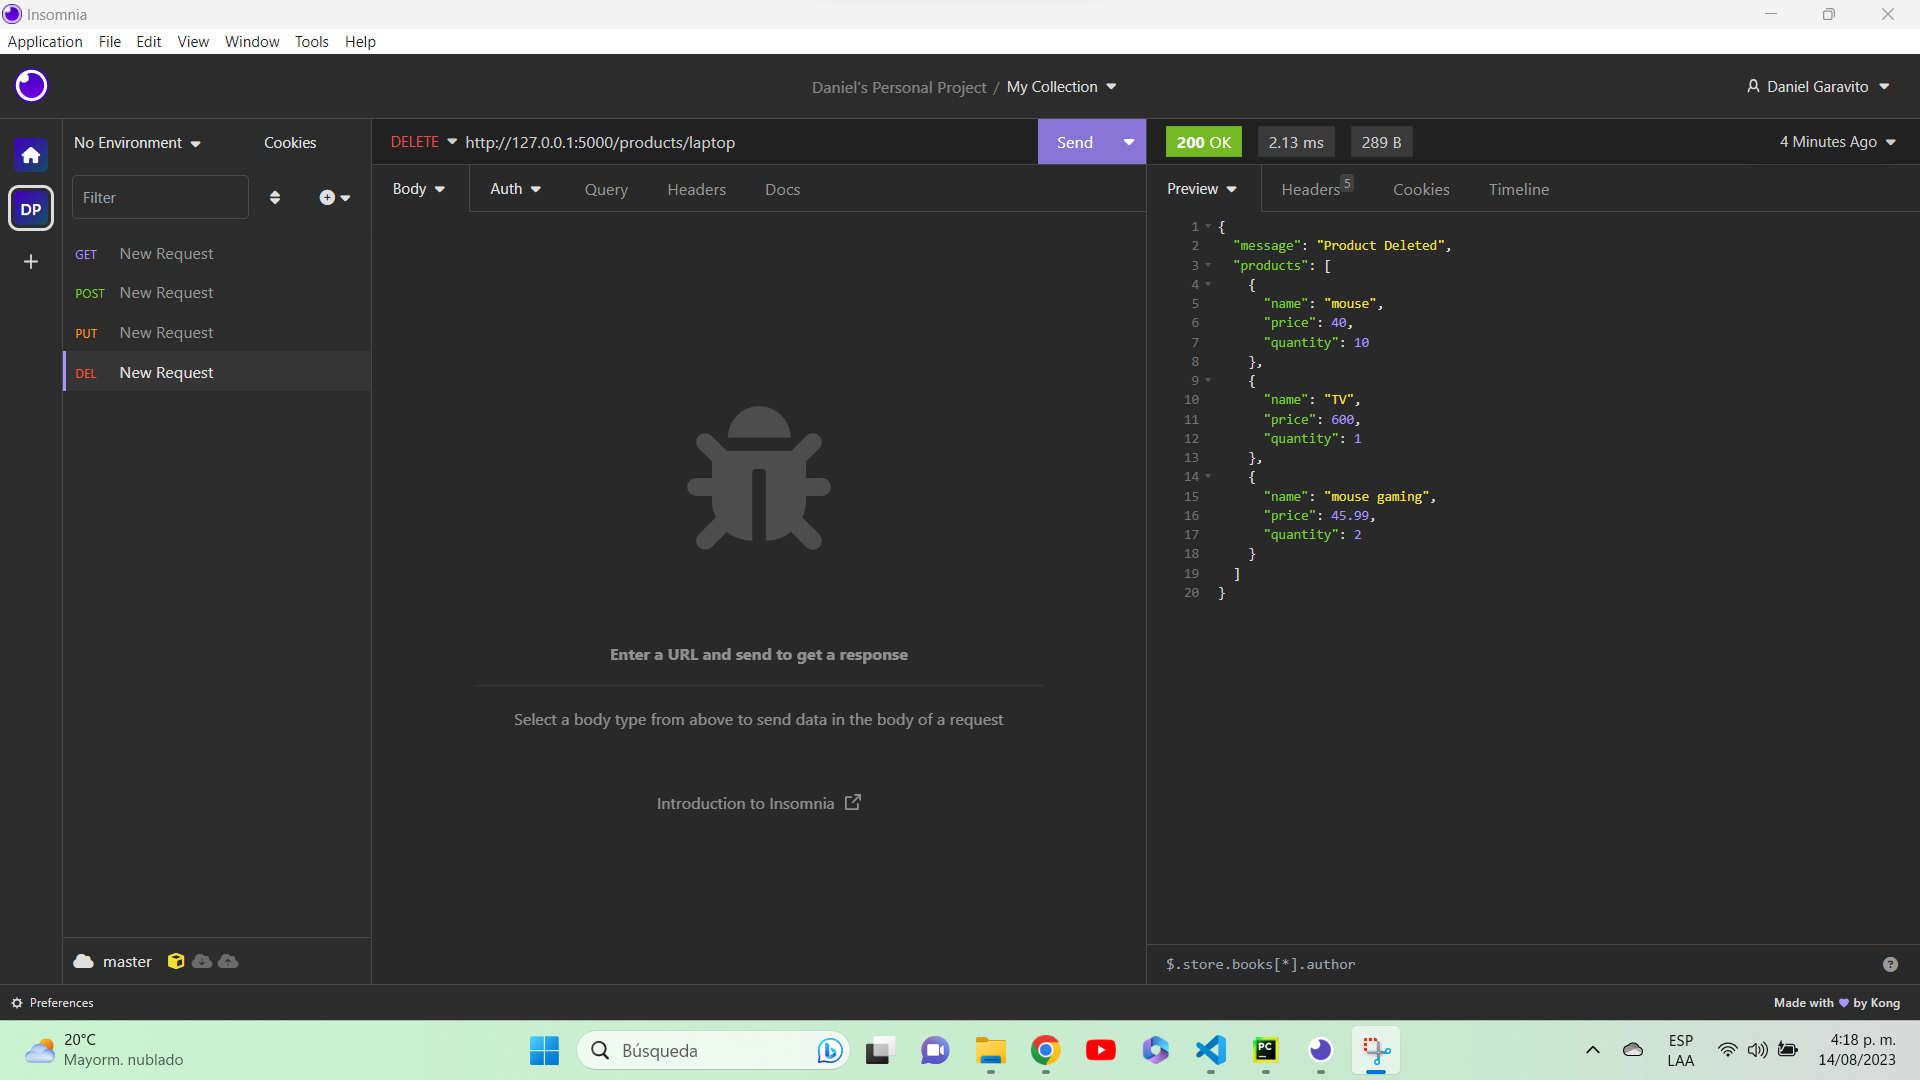 Insomnia
Application File Edit View Window Tools Help
Daniel's Personal Project / My Collection
Daniel Garavito
No Environment
Cookies
DELETE http://127.0.0.1:5000/products/laptop
Send
200 OK
2.13 ms
289 B
4 Minutes Ago
DP
Filter
GET New Request
POST New Request
PUT New Request
DEL New Request
Body Auth Query Headers Docs
Preview Headers 5 Cookies Timeline
1 {
2 "message": "Product Deleted",
3 "products": [
4 {
5 "name": "mouse",
6 "price": 40,
7 "quantity": 10
8 },
9 {
10 "name": "TV",
11 "price": 600,
12 "quantity": 1
13 },
14 {
15 "name": "mouse gaming",
16 "price": 45.99,
17 "quantity": 2
18 }
19 ]
20 }
Enter a URL and send to get a response
Select a body type from above to send data in the body of a request
Introduction to Insomnia
master
$.store.books[*].author
?
Preferences
Made with by Kong
20°C
Mayorm. nublado
Búsqueda
PC
ESP
LAA
4:18 p. m.
14/08/2023